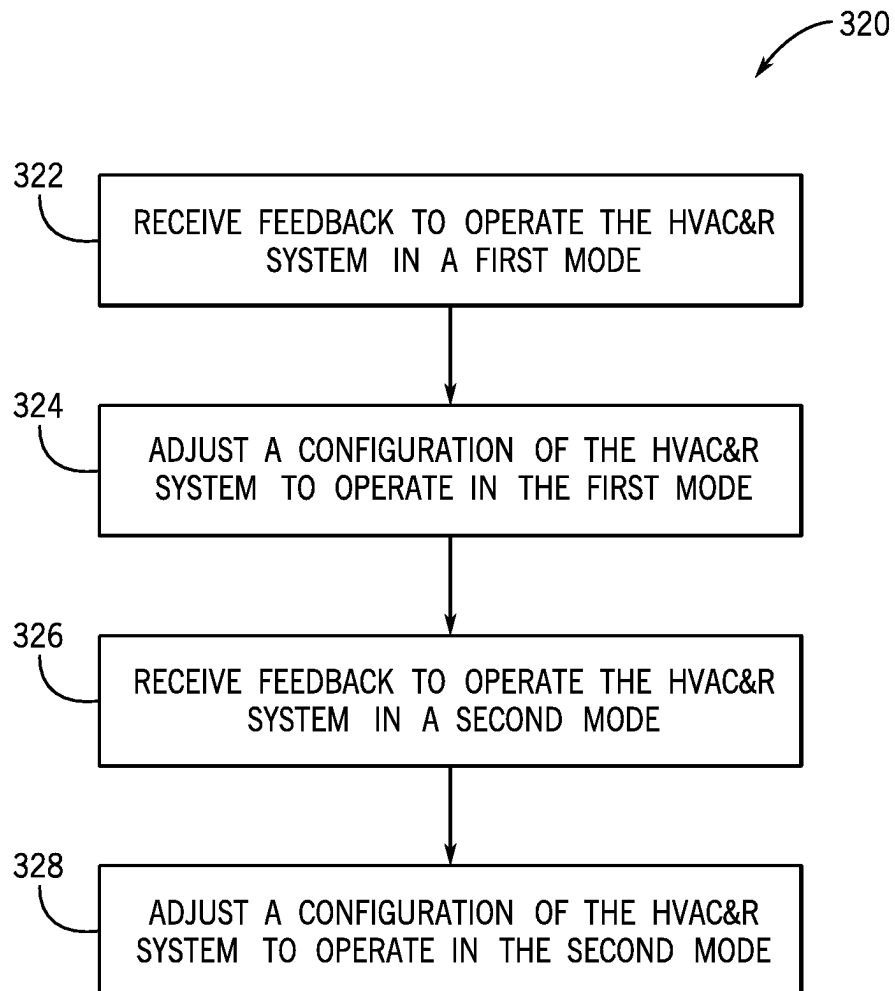 320
322
RECEIVE FEEDBACK TO OPERATE THE HVAC&R
SYSTEM IN A FIRST MODE
324
ADJUST A CONFIGURATION OF THE HVAC&R
SYSTEM TO OPERATE IN THE FIRST MODE
326
RECEIVE FEEDBACK TO OPERATE THE HVAC&R
SYSTEM IN A SECOND MODE
328
ADJUST A CONFIGURATION OF THE HVAC&R
SYSTEM TO OPERATE IN THE SECOND MODE